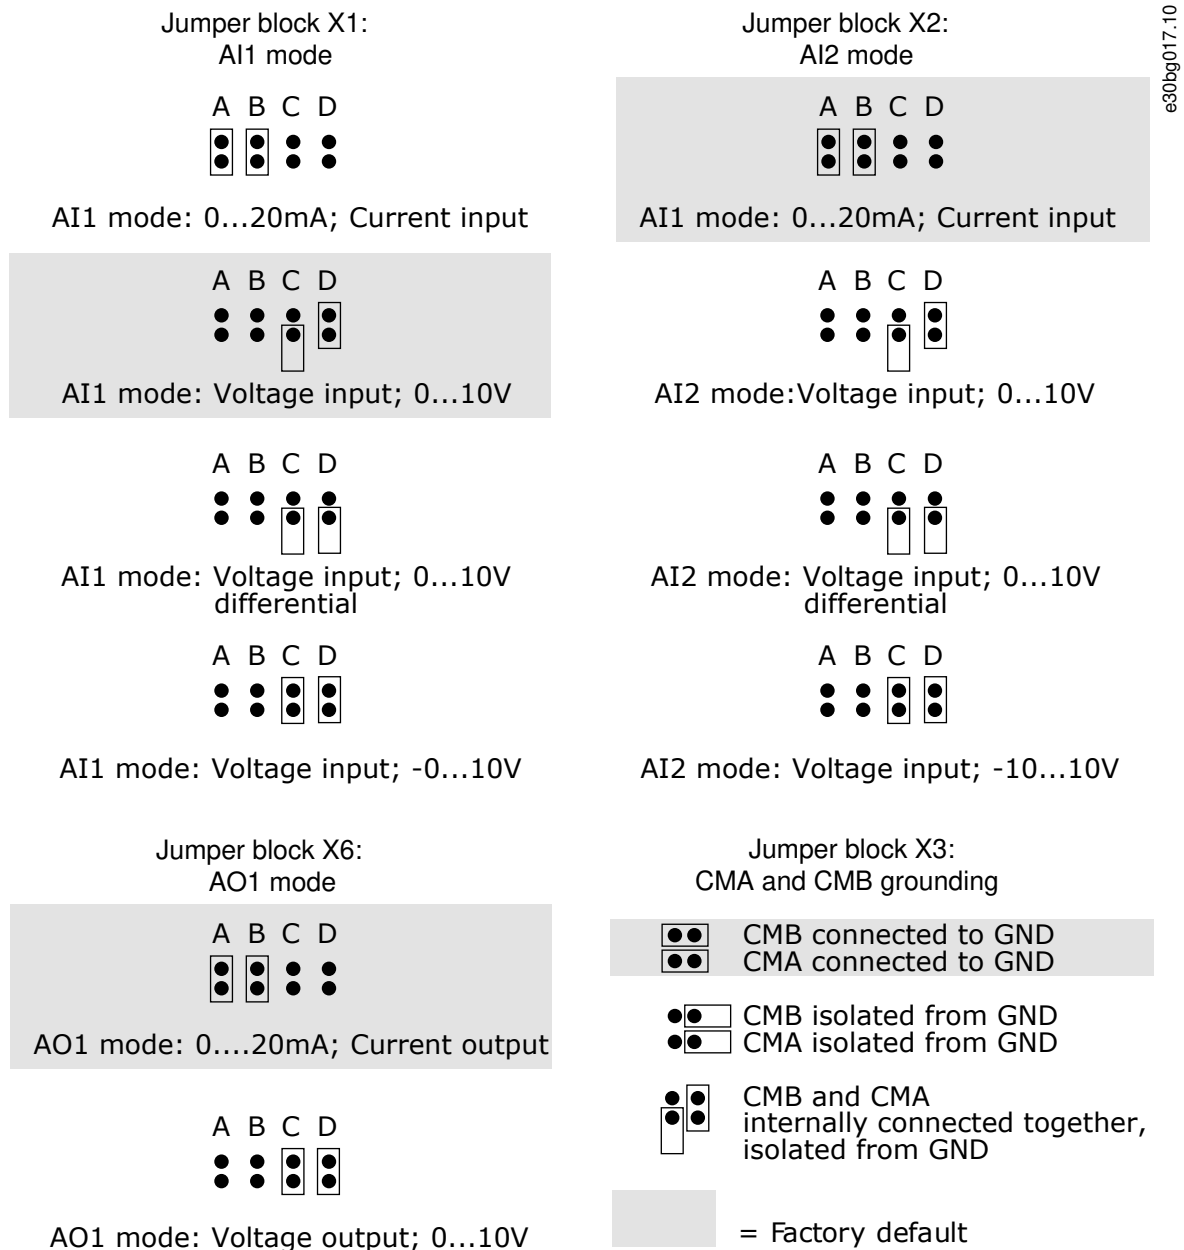 Jumper block X1:
AI1 mode
A B C D
AI1 mode: 0...20mA; Current input
A B C D
AI1 mode: Voltage input; 0...10V
A B C D
AI1 mode: Voltage input; 0...10V
differential
A B C D
AI1 mode: Voltage input; -0...10V
Jumper block X2:
AI2 mode
A B C D
AI1 mode: 0...20mA; Current input
A B C D
AI2 mode:Voltage input; 0...10V
A B C D
AI2 mode: Voltage input; 0...10V
differential
A B C D
AI2 mode: Voltage input; -10...10V
e30bg017.10
Jumper block X6:
AO1 mode
A B C D
AO1 mode: 0....20mA; Current output
A B C D
AO1 mode: Voltage output; 0...10V
Jumper block X3:
CMA and CMB grounding
CMB connected to GND
CMA connected to GND
CMB isolated from GND
CMA isolated from GND
CMB and CMA
internally connected together,
isolated from GND
= Factory default